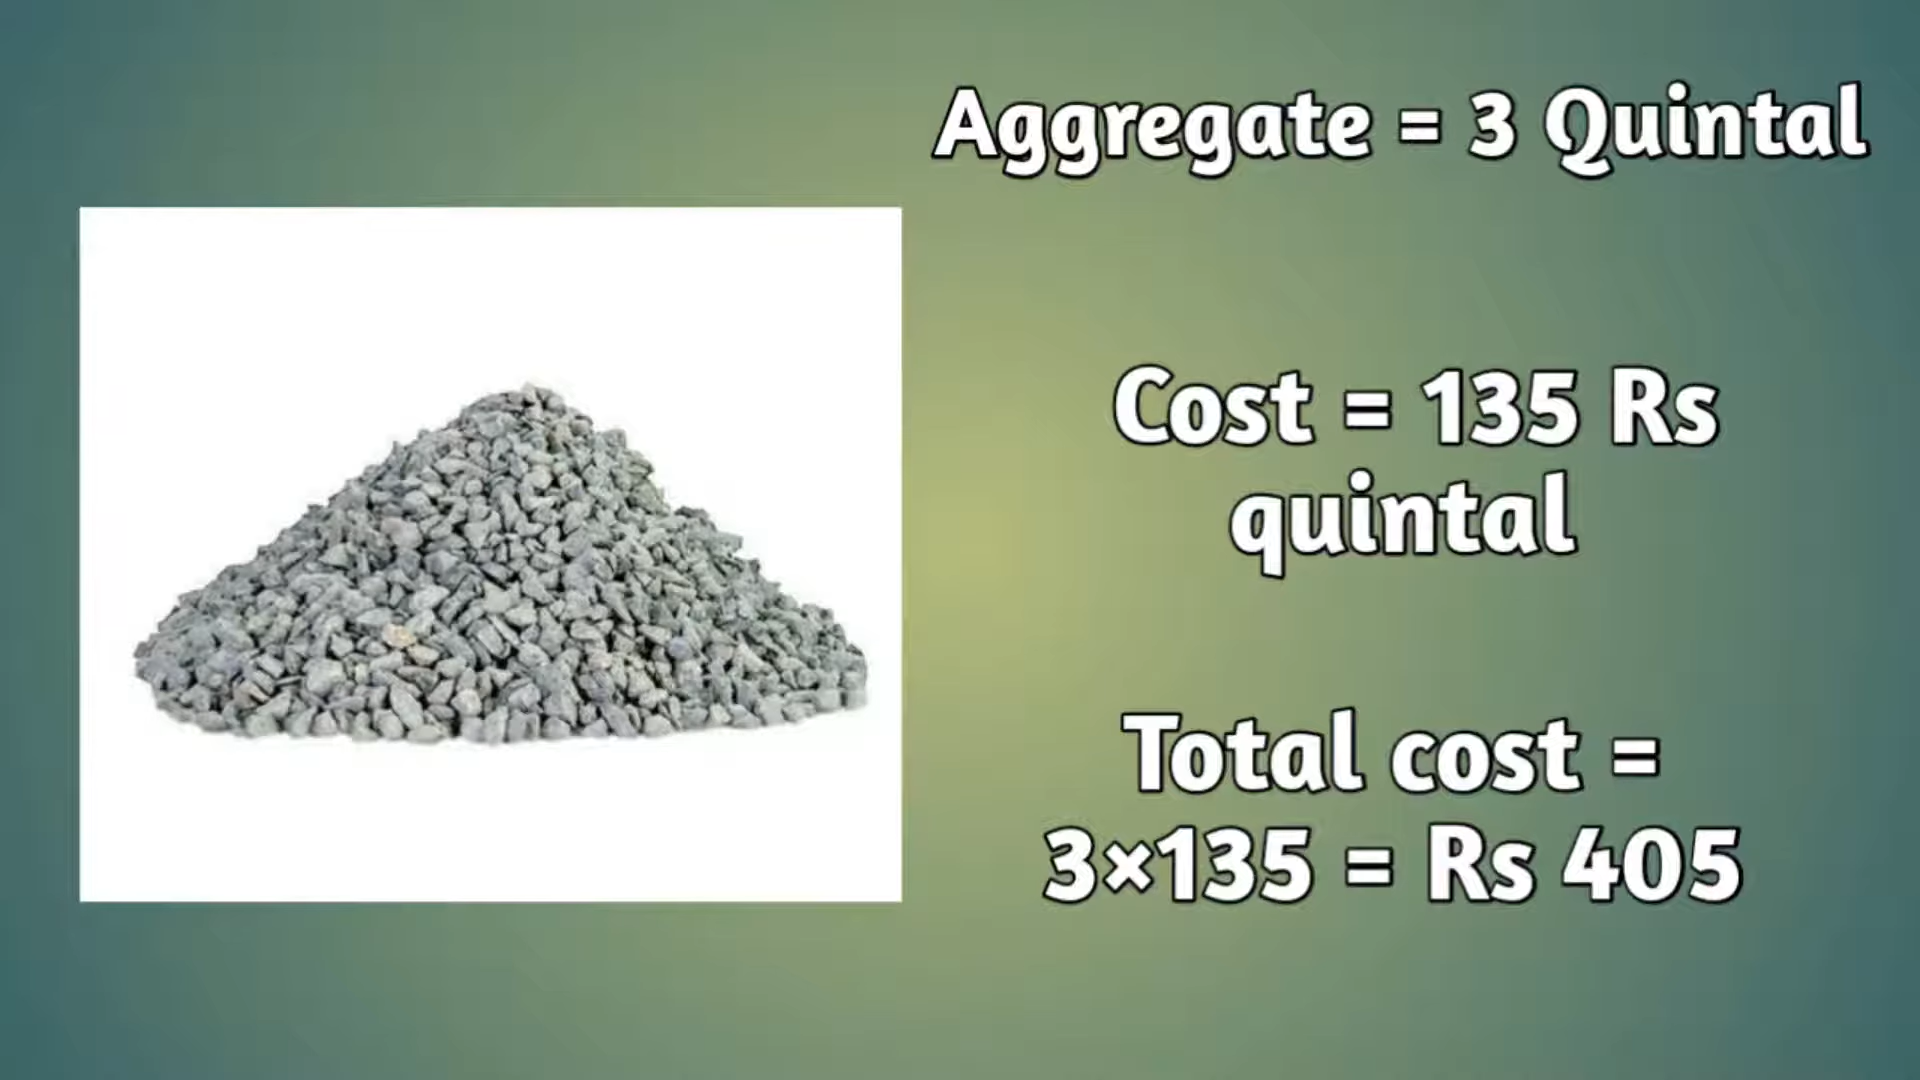 Aggregate = 3 Quintal
Cost = 135 Rs
quintal
Total cost =
3×135 = Rs 405